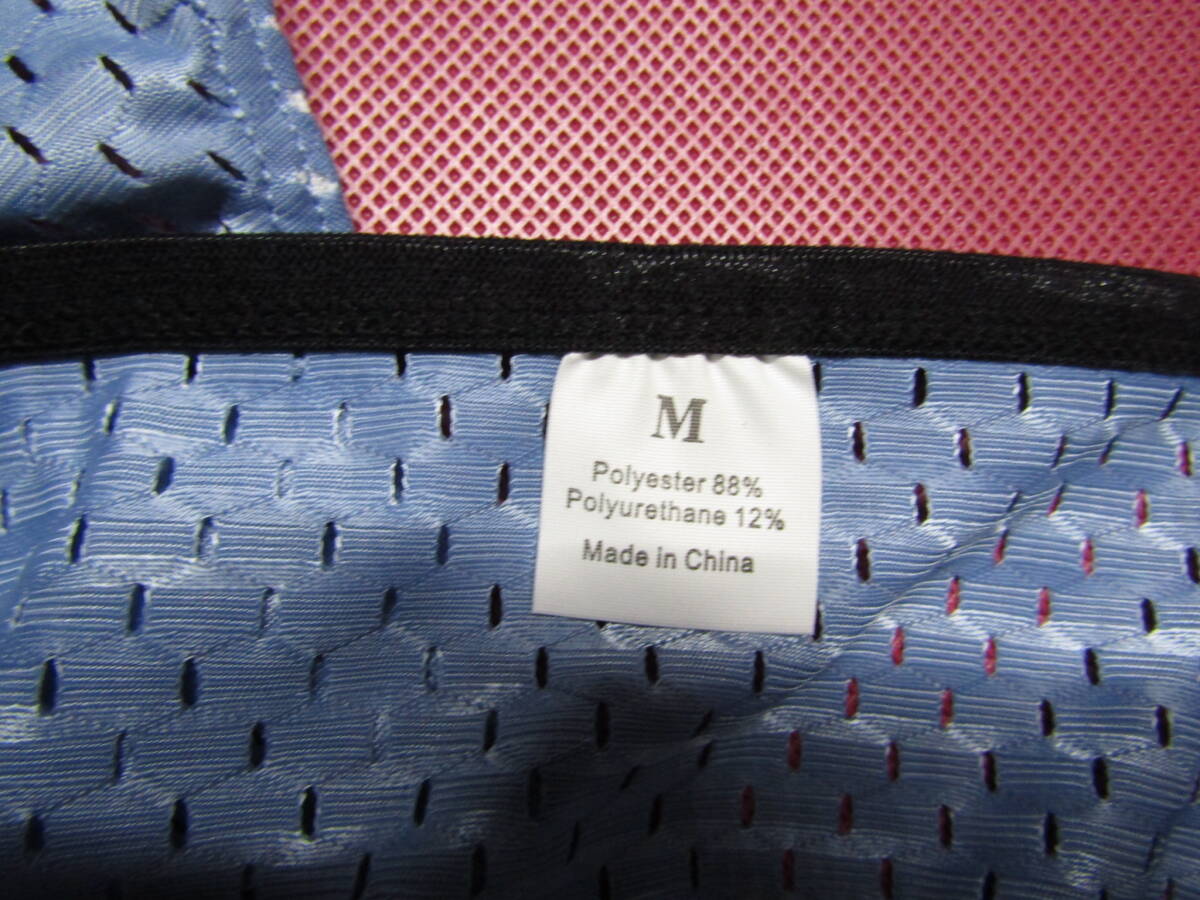 M
Polyester 88%
Polyurethane 12%
Made in China